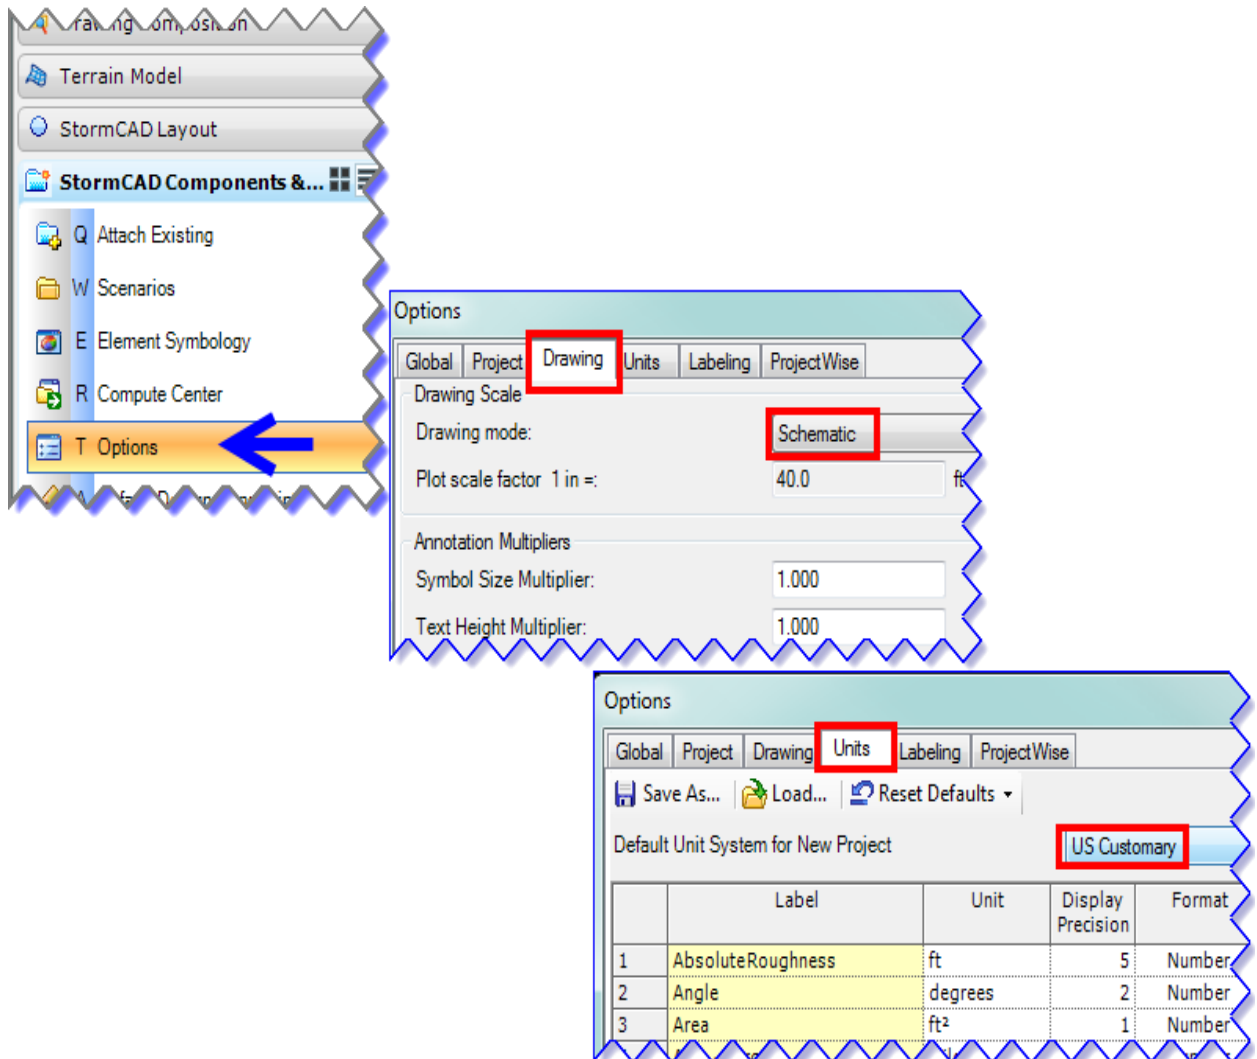 Terrain Model
StormCAD Layout
StormCAD Components &...
Q Attach Existing
W Scenarios
E Element Symbology
R Compute Center
T Options
Options
Global Project Drawing Units Labeling ProjectWise
Drawing Scale
Drawing mode: Schematic
Plot scale factor 1 in =: 40.0 ft
Annotation Multipliers
Symbol Size Multiplier: 1.000
Text Height Multiplier: 1.000
Options
Global Project Drawing Units Labeling ProjectWise
Save As... Load... Reset Defaults
Default Unit System for New Project US Customary
Label Unit Display Precision Format
1 AbsoluteRoughness ft 5 Number
2 Angle degrees 2 Number
3 Area ft² 1 Number